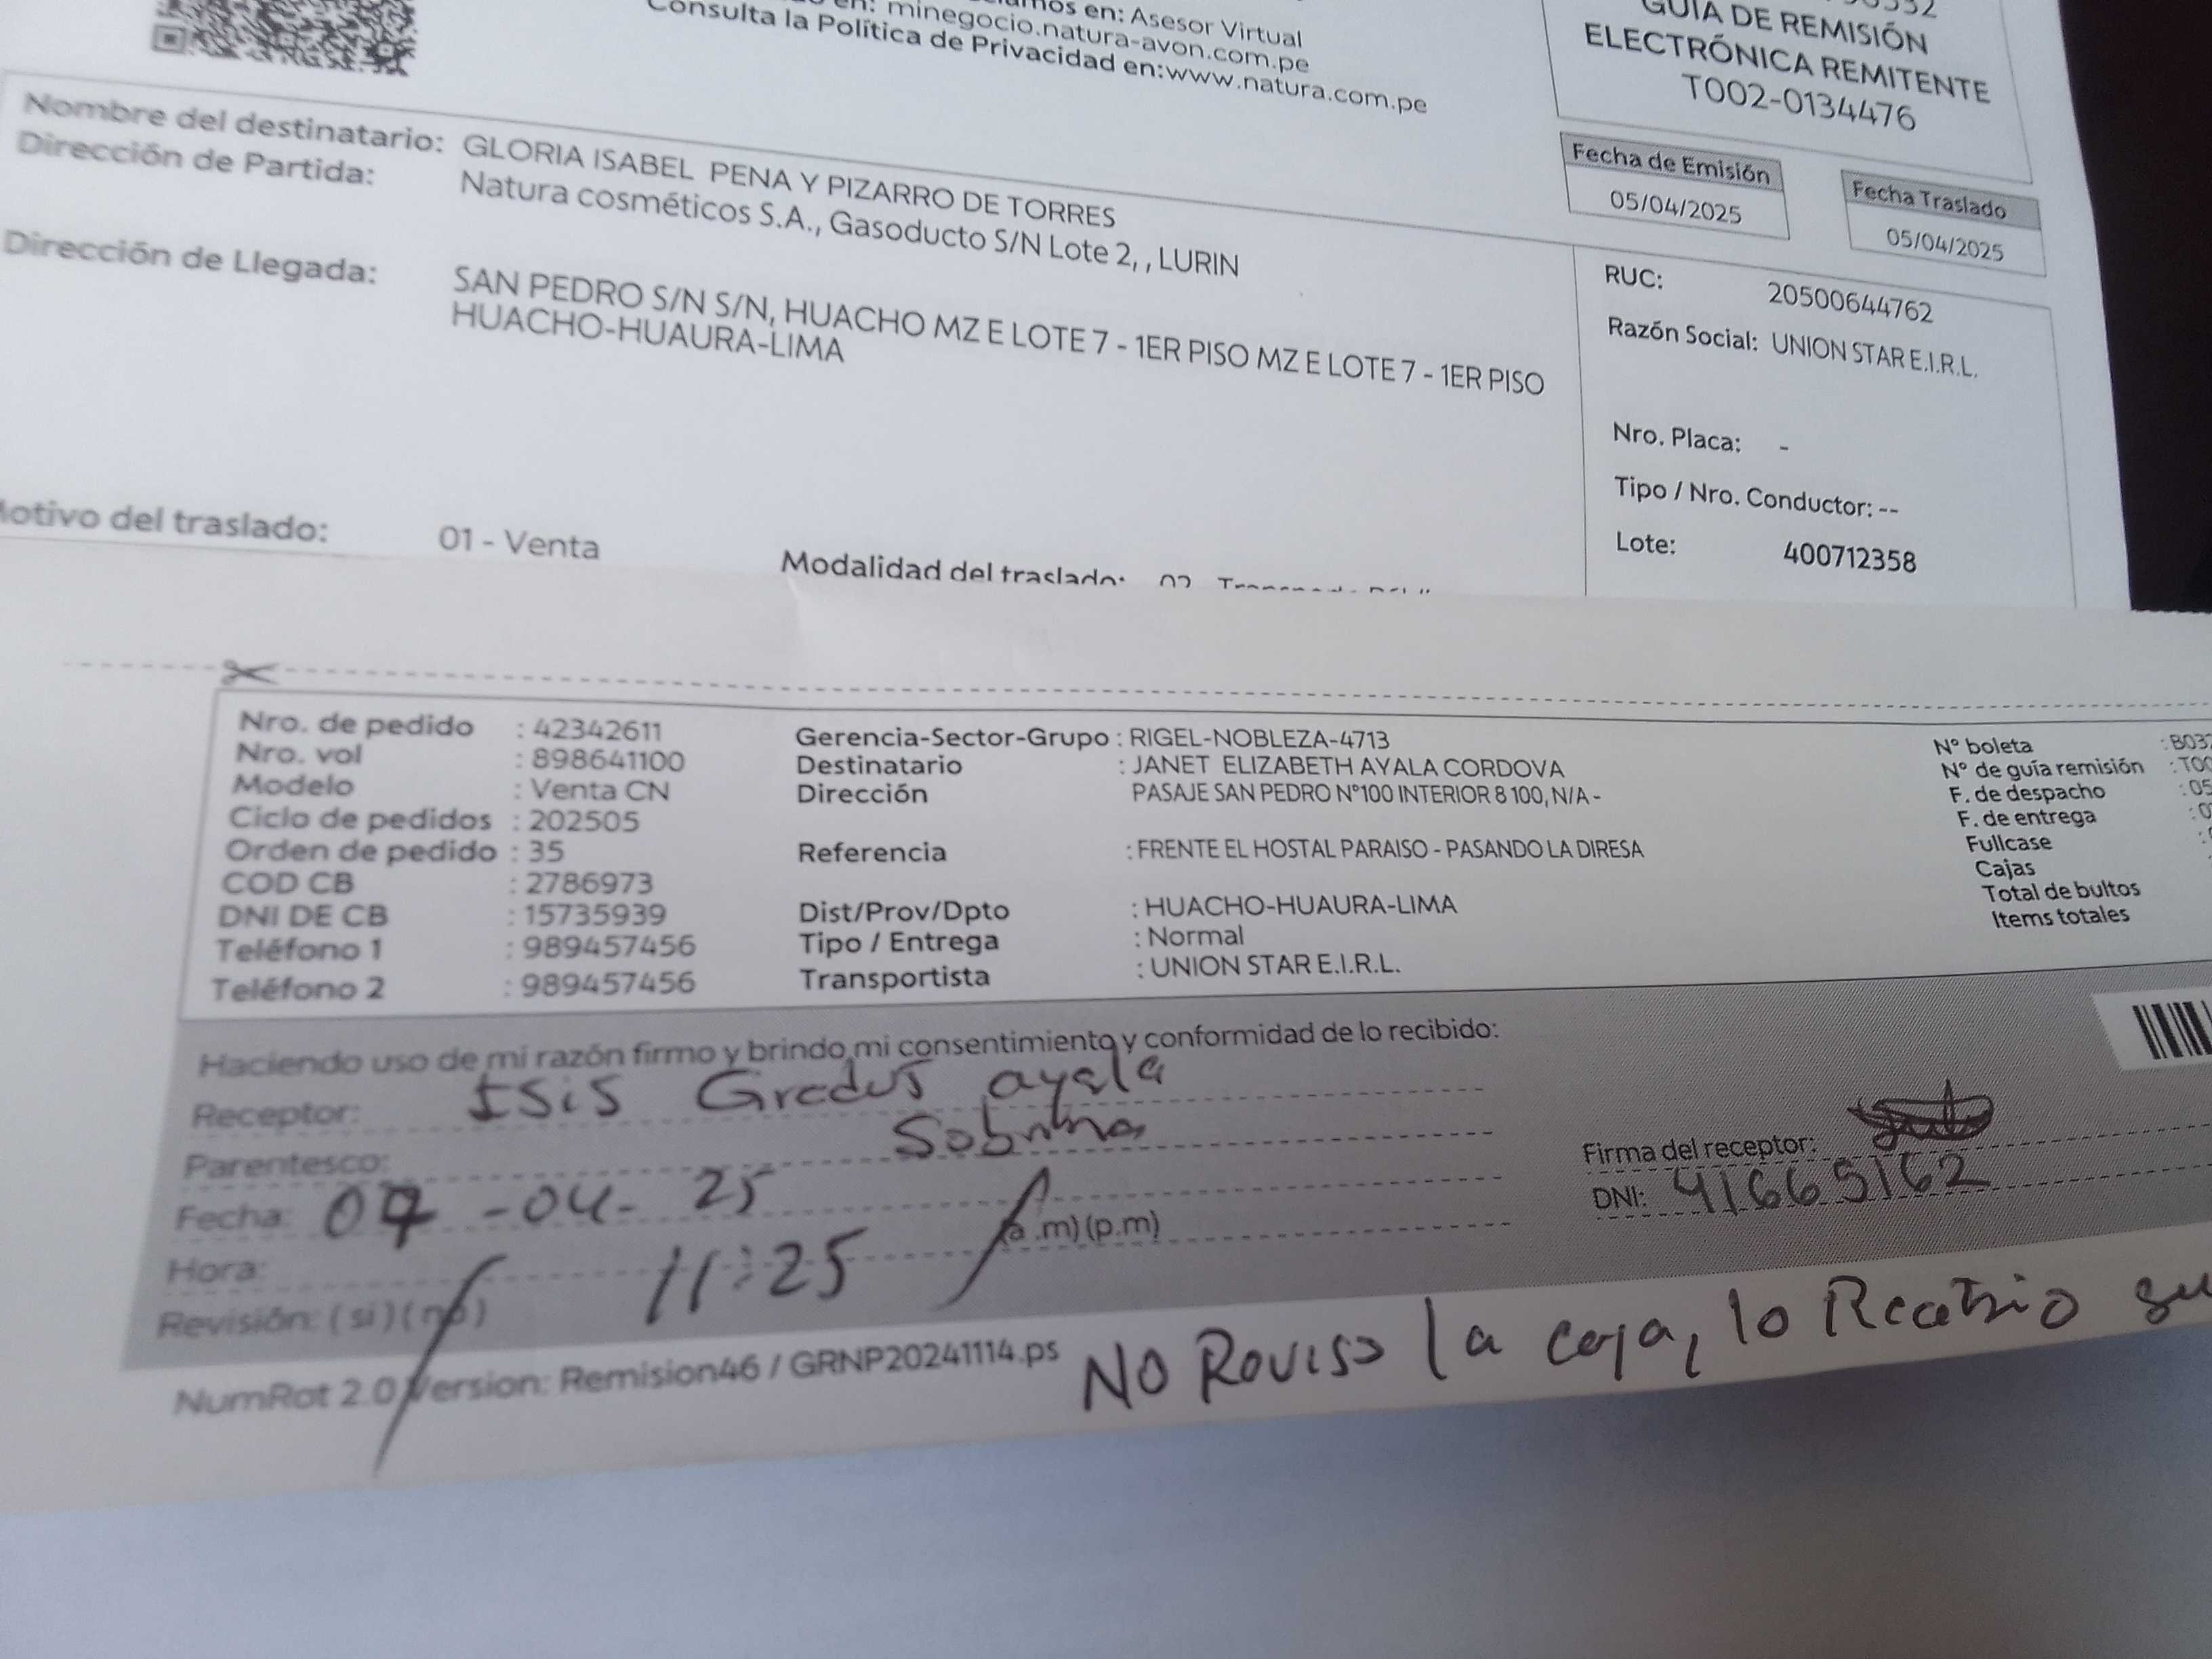 en: Asesor Virtual
en: minegocio.natura-avon.com.pe
Consulta la Política de Privacidad en:www.natura.com.pe
GUÍA DE REMISIÓN
ELECTRÓNICA REMITENTE
T002-0134476
Fecha de Emisión
05/04/2025
Fecha Traslado
05/04/2025
Nombre del destinatario: GLORIA ISABEL PENA Y PIZARRO DE TORRES
Dirección de Partida: Natura cosméticos S.A., Gasoducto S/N Lote 2, , LURIN
Dirección de Llegada: SAN PEDRO S/N S/N, HUACHO MZ E LOTE 7 - 1ER PISO MZ E LOTE 7 - 1ER PISO
HUACHO-HUAURA-LIMA
RUC: 20500644762
Razón Social: UNION STAR E.I.R.L.
Nro. Placa: -
Tipo / Nro. Conductor: --
Lote: 400712358
otivo del traslado: 01 - Venta
Modalidad del traslado:
Nro. de pedido : 42342611
Nro. vol : 898641100
Modelo : Venta CN
Ciclo de pedidos : 202505
Orden de pedido : 35
COD CB : 2786973
DNI DE CB : 15735939
Teléfono 1 : 989457456
Teléfono 2 : 989457456
Gerencia-Sector-Grupo : RIGEL-NOBLEZA-4713
Destinatario : JANET ELIZABETH AYALA CORDOVA
Dirección PASAJE SAN PEDRO N°100 INTERIOR 8 100, N/A -
Referencia : FRENTE EL HOSTAL PARAISO - PASANDO LA DIRESA
Dist/Prov/Dpto : HUACHO-HUAURA-LIMA
Tipo / Entrega : Normal
Transportista : UNION STAR E.I.R.L.
N° boleta : B03
N° de guía remisión : T00
F. de despacho : 05
F. de entrega : 0
Fullcase :
Cajas
Total de bultos
Items totales
Haciendo uso de mi razón firmo y brindo mi consentimiento y conformidad de lo recibido:
Receptor: Isis Gredus ayala
Parentesco: Sobrina
Fecha: 07 -04- 25
Hora: 11:25 (a.m) (p.m)
Revisión: (si) (no)
Firma del receptor:
DNI: 41665162
NumRot 2.0 Version: Remision46 / GRNP20241114.ps
NO Reviso la caja, lo Recibio su